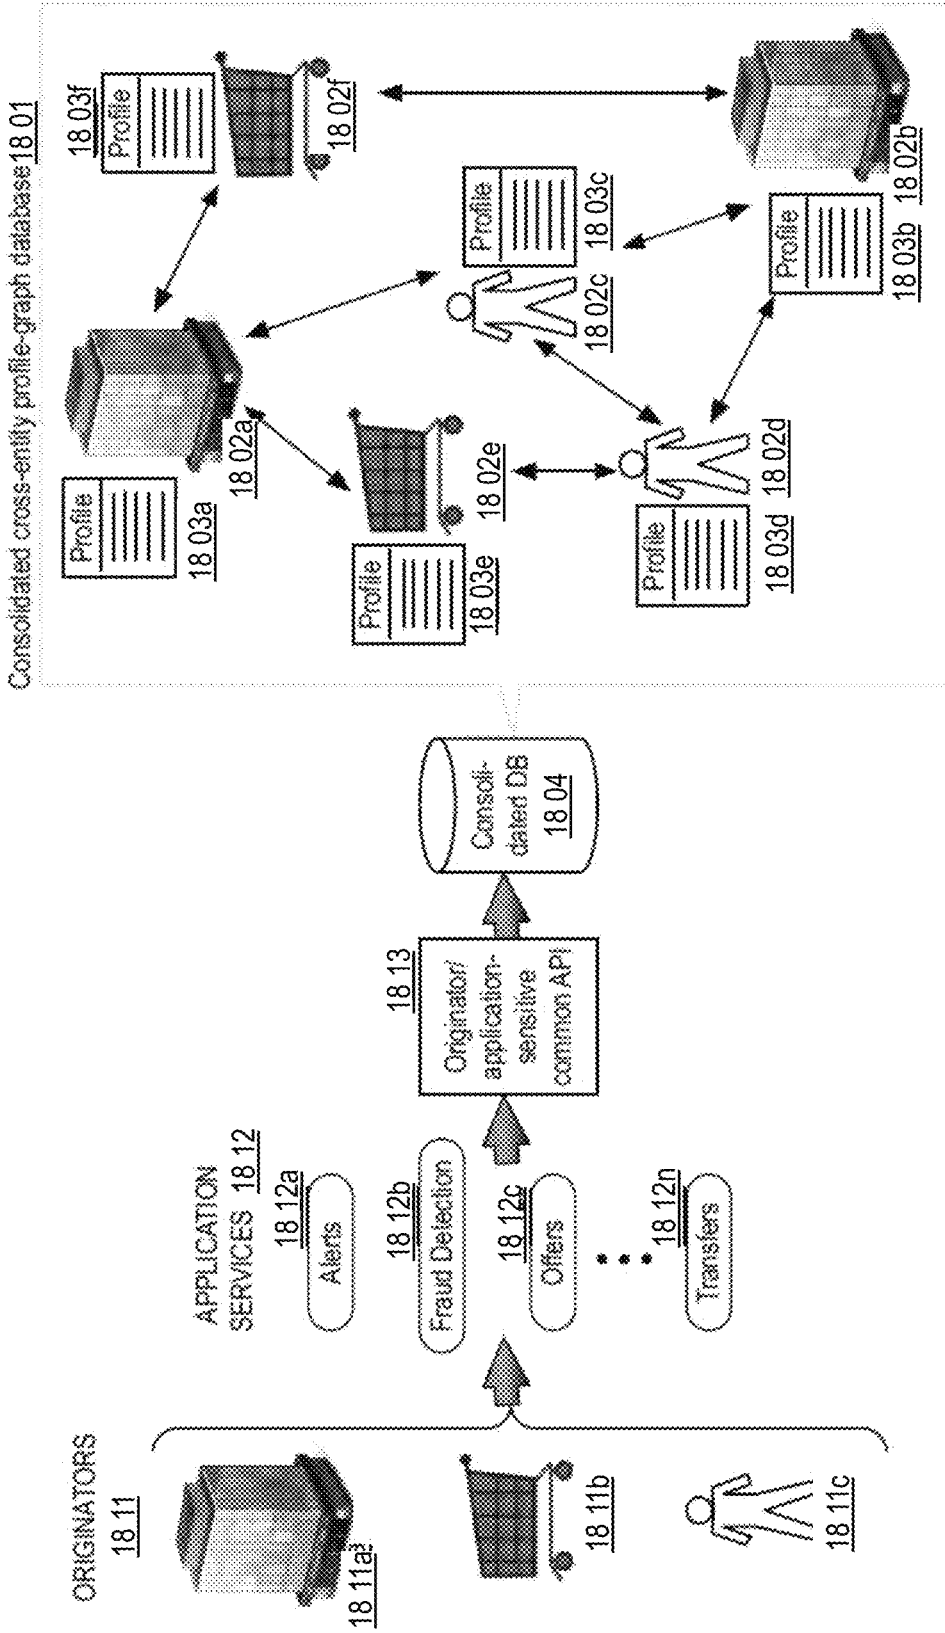 ORIGINATORS
18 11
18 11a
18 11b
18 11c
APPLICATION
SERVICES 18 12
18 12a
Alerts
18 12b
Fraud Detection
18 12c
Offers
18 12n
Transfers
18 13
Originator/
application-
sensitive
common API
Consoli-
dated DB
18 04
Consolidated cross-entity profile-graph database 18 01
Profile
18 03a
18 02a
Profile
18 03f
18 02f
Profile
18 03e
18 02e
Profile
18 03c
18 02c
Profile
18 03d
18 02d
Profile
18 03b
18 02b